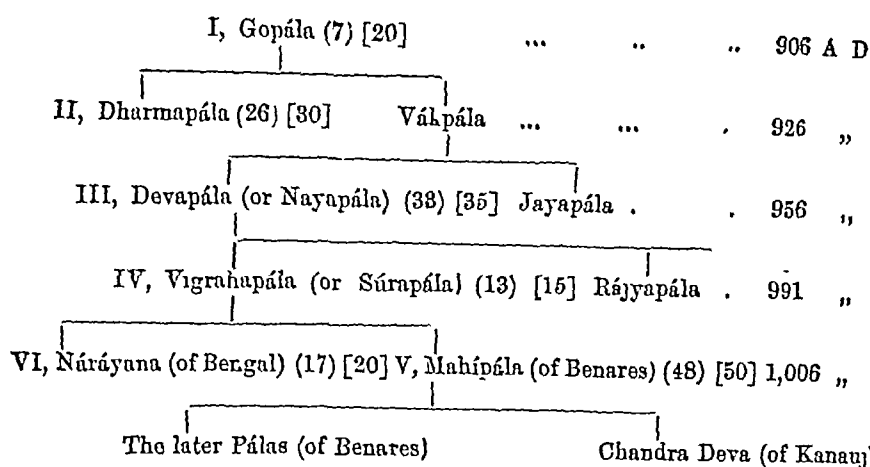 I, Gopála (7) [20] ... .. .. 906 A D
II, Dharmapála (26) [30] Váhpála ... ... . 926 „
III, Devapála (or Nayapála) (33) [35] Jayapála . . 956 „
IV, Vigrahapála (or Súrapála) (13) [15] Rájyapála . 991 „
VI, Náráyana (of Bengal) (17) [20] V, Mahípála (of Benares) (48) [50] 1,006 „
The later Pálas (of Benares) Chandra Deva (of Kanauj)